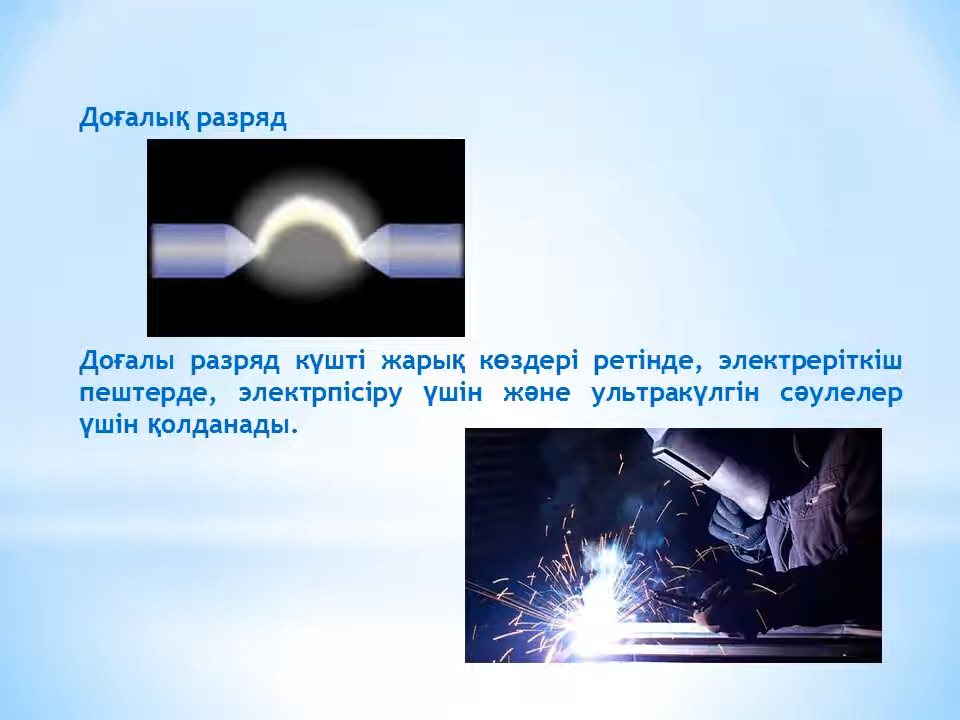 Доғалық разряд
Доғалы разряд күшті жарық көздері ретінде, электреріткіш
пештерде, электрпісіру үшін және ультракүлгін сәулелер
үшін қолданады.